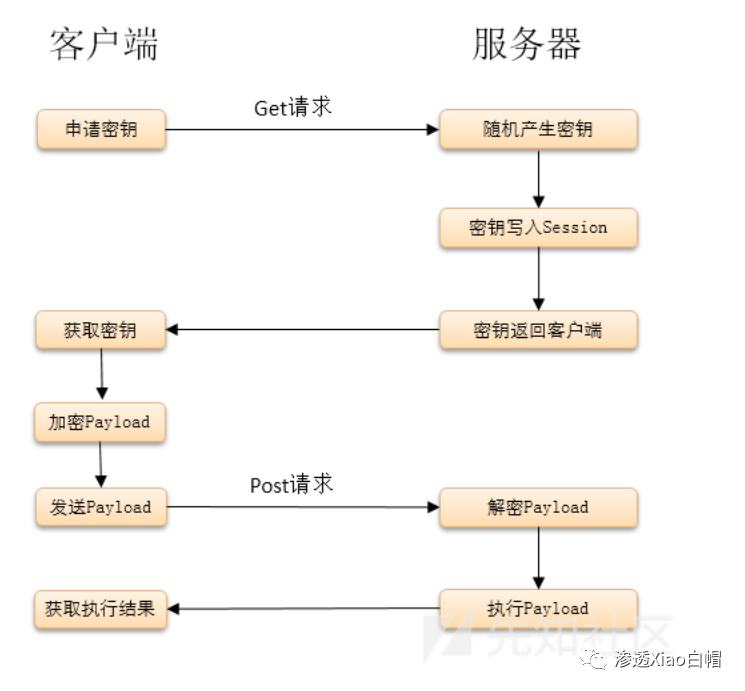 客户端
服务器
申请密钥
Get请求
随机产生密钥
密钥写入Session
获取密钥
密钥返回客户端
加密Payload
发送Payload
Post请求
解密Payload
获取执行结果
执行Payload
先知社区
渗透Xiao白帽